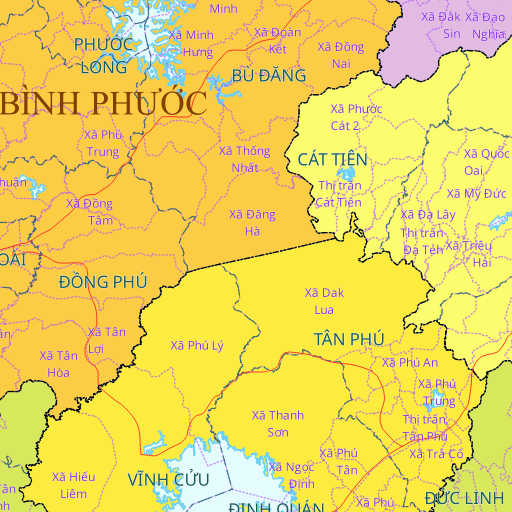 Minh
Xã Đắk
Sin
Xã Đạo
Nghĩa
Xã Minh
Hưng
Xã Đoàn
Kết
PHƯỚC
LONG
Xã Đồng
Nai
BÙ ĐĂNG
BÌNH PHƯỚC
Xã Phước
Cát 2
Xã Phú
Trung
Xã Thống
Nhất
CÁT TIÊN
Xã Quốc
Oai
Thị trấn
Cát Tiên
Xã Mỹ Đức
Xã Đồng
Tâm
Xã Đăng
Hà
Xã Đạ Lây
Thị trấn
Đạ Tẻh
Xã Triệu
Hải
OÀI
ĐỒNG PHÚ
Xã Dak
Lua
Xã Tân
Lợi
Xã Phú Lý
TÂN PHÚ
Xã Tân
Hòa
Xã Phú An
Xã Phú
Trung
Xã Thanh
Sơn
Thị trấn
Tân Phú
Xã Trà Cổ
Xã Phú
Tân
Xã Hiếu
Liêm
VĨNH CỬU
Xã Ngọc
Định
ĐỊNH QUÁN
Xã Phú
ĐỨC LINH